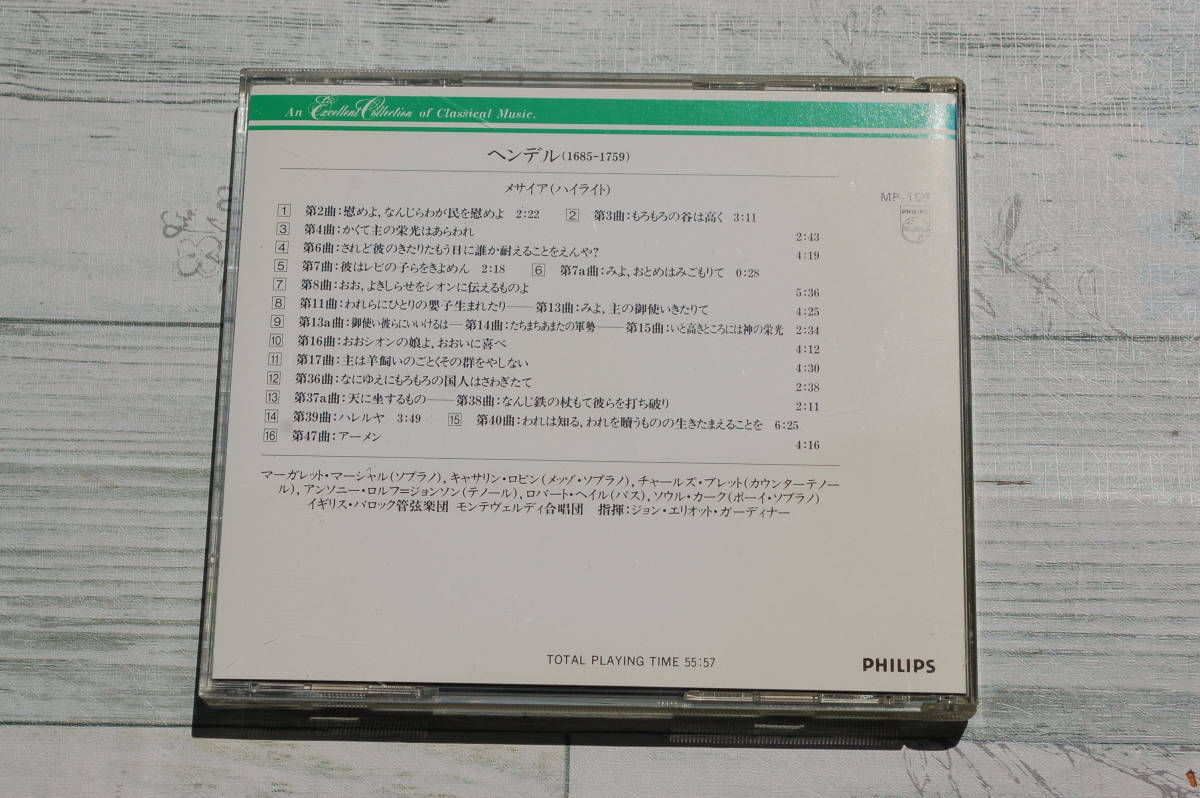 An Excellent Collection of Classical Music.
ヘンデル(1685-1759)
メサイア(ハイライト)
1 第2曲:慰めよ,なんじらわが民を慰めよ 2:22 2 第3曲:もろもろの谷は高く 3:11
3 第4曲:かくて主の栄光はあらわれ 2:43
4 第6曲:されど彼のきたりたもう日に誰か耐えることをえんや? 4:19
5 第7曲:彼はレビの子らをきよめん 2:18 6 第7a曲:みよ,おとめはみごもりて 0:28
7 第8曲:おお,よきしらせをシオンに伝えるものよ 5:36
8 第11曲:われらにひとりの嬰子生まれたり——第13曲:みよ,主の御使いきたりて 4:25
9 第13a曲:御使い彼らにいいけるは—第14曲:たちまちあまたの軍勢——第15曲:いと高きところには神の栄光 2:34
10 第16曲:おおシオンの娘よ,おおいに喜べ 4:12
11 第17曲:主は羊飼いのごとくその群をやしない 4:30
12 第36曲:なにゆえにもろもろの国人はさわぎたて 2:38
13 第37a曲:天に坐するもの——第38曲:なんじ鉄の杖もて彼らを打ち破り 2:11
14 第39曲:ハレルヤ 3:49 15 第40曲:われは知る,われを贖うものの生きたまえることを 6:25
16 第47曲:アーメン 4:16
マーガレット・マーシャル(ソプラノ),キャサリン・ロビン(メッゾ・ソプラノ),チャールズ・ブレット(カウンターテノー
ル),アンソニー・ロルフ=ジョンソン(テノール),ロバート・ヘイル(バス),ソウル・カーク(ボーイ・ソプラノ)
イギリス・バロック管弦楽団 モンテヴェルディ合唱団 指揮:ジョン・エリオット・ガーディナー
PHILIPS
TOTAL PLAYING TIME 55:57
PHILIPS